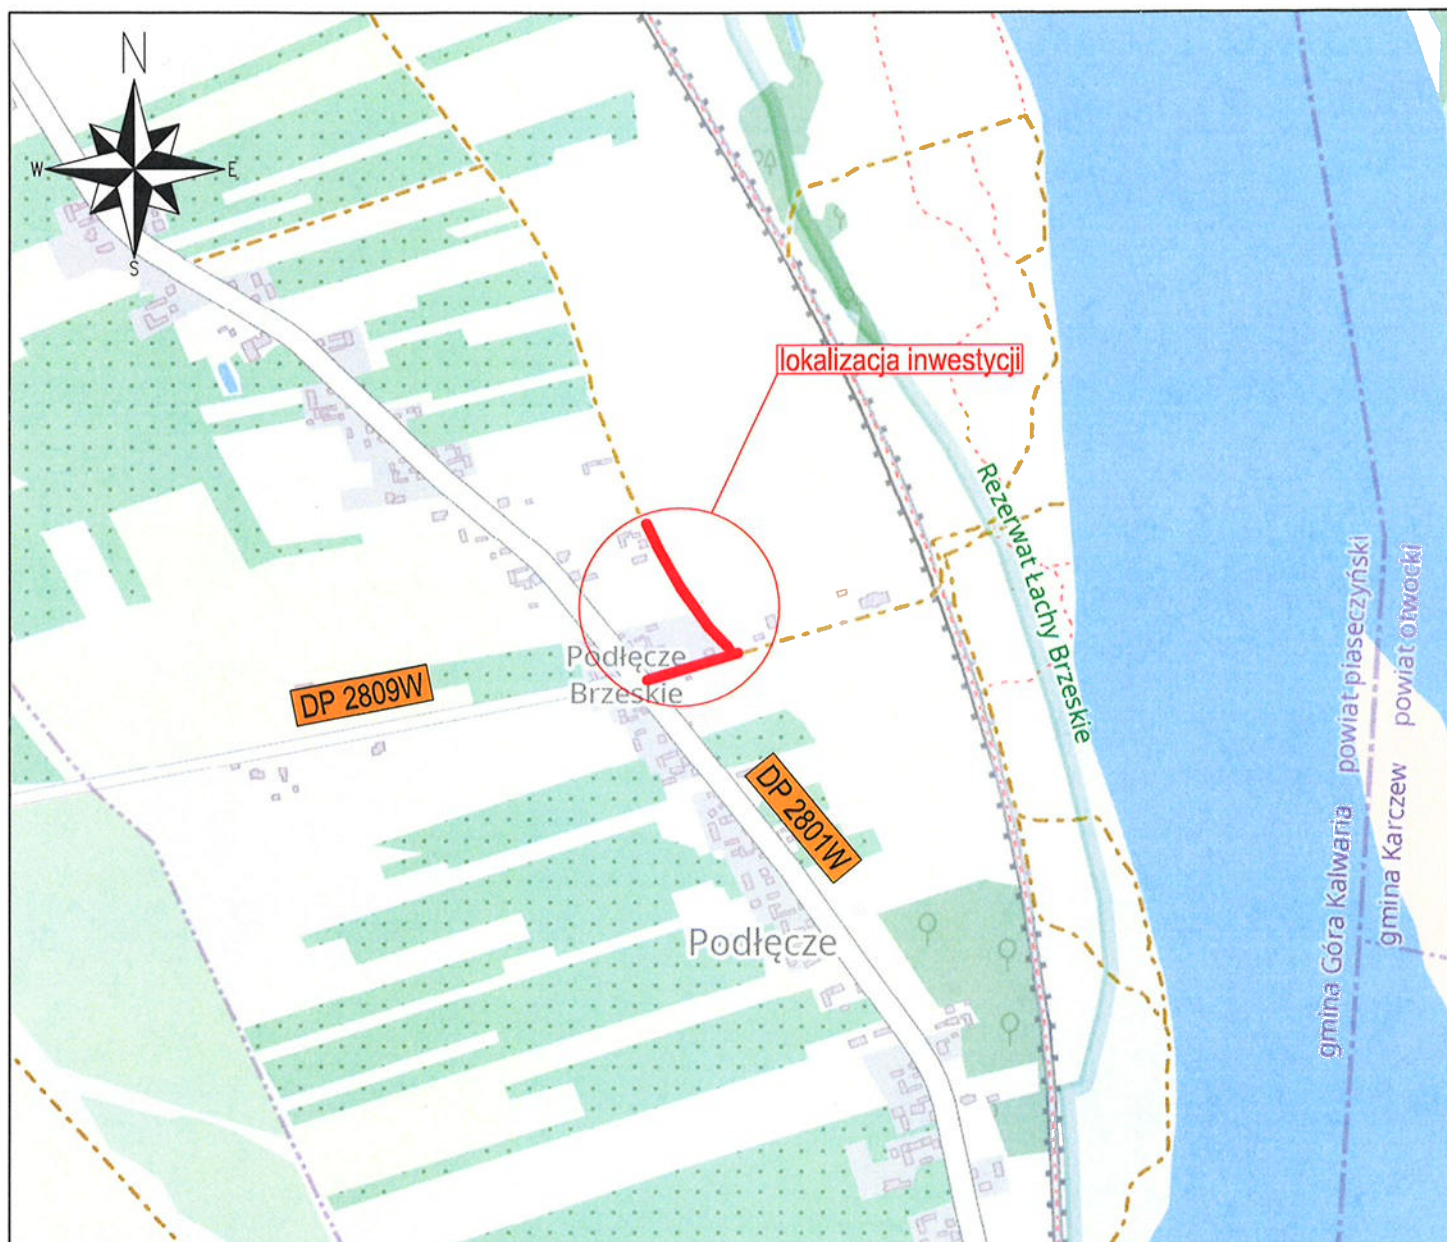 N
W
E
S
lokalizacja inwestycji
Rezerwat Łachy Brzeskie
Podłęcze
Brzeskie
DP 2809W
DP 2801W
Podłęcze
gmina Góra Kalwaria powiat piaseczyński
gmina Karczew powiat otwocki